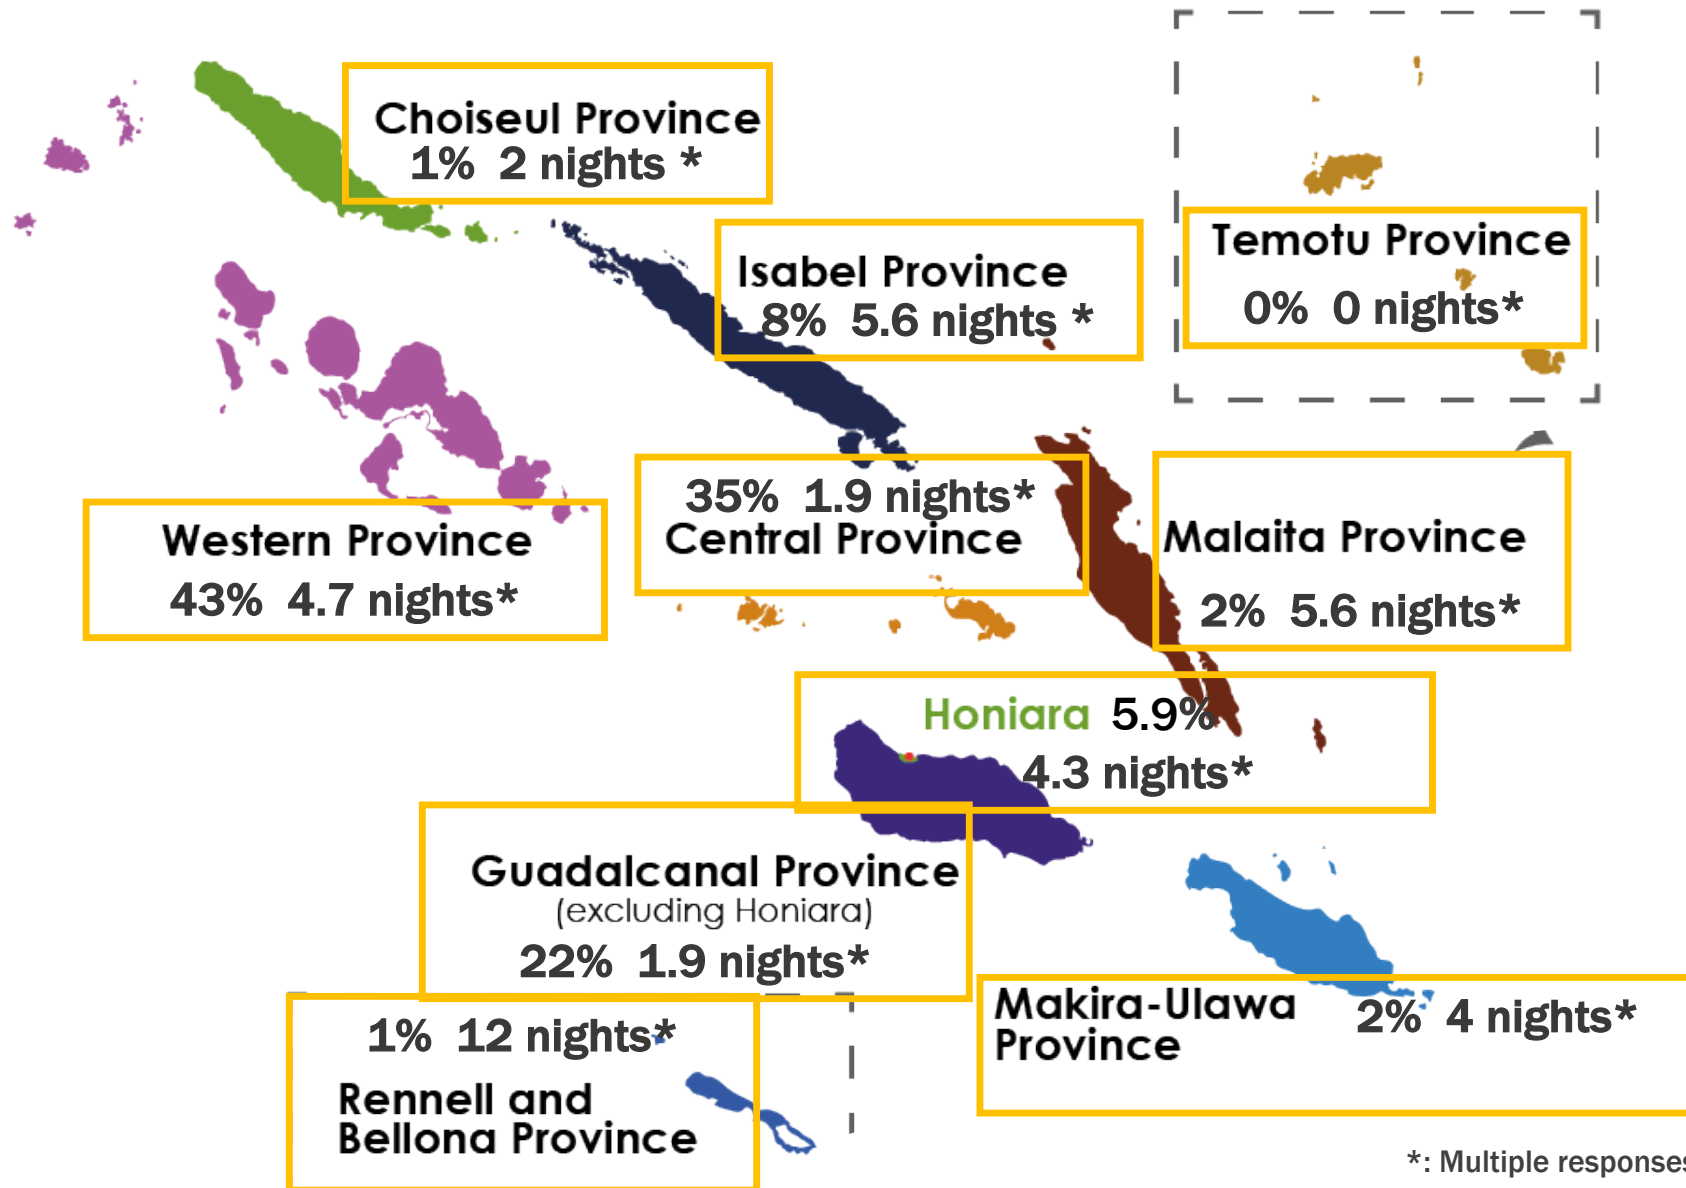 Choiseul Province
1% 2 nights *
Isabel Province
8% 5.6 nights *
Temotu Province
0% 0 nights*
35% 1.9 nights*
Central Province
Western Province
43% 4.7 nights*
Malaita Province
2% 5.6 nights*
Honiara 5.9%
4.3 nights*
Guadalcanal Province
(excluding Honiara)
22% 1.9 nights*
1% 12 nights*
Rennell and
Bellona Province
Makira-Ulawa
Province
2% 4 nights*
*: Multiple responses